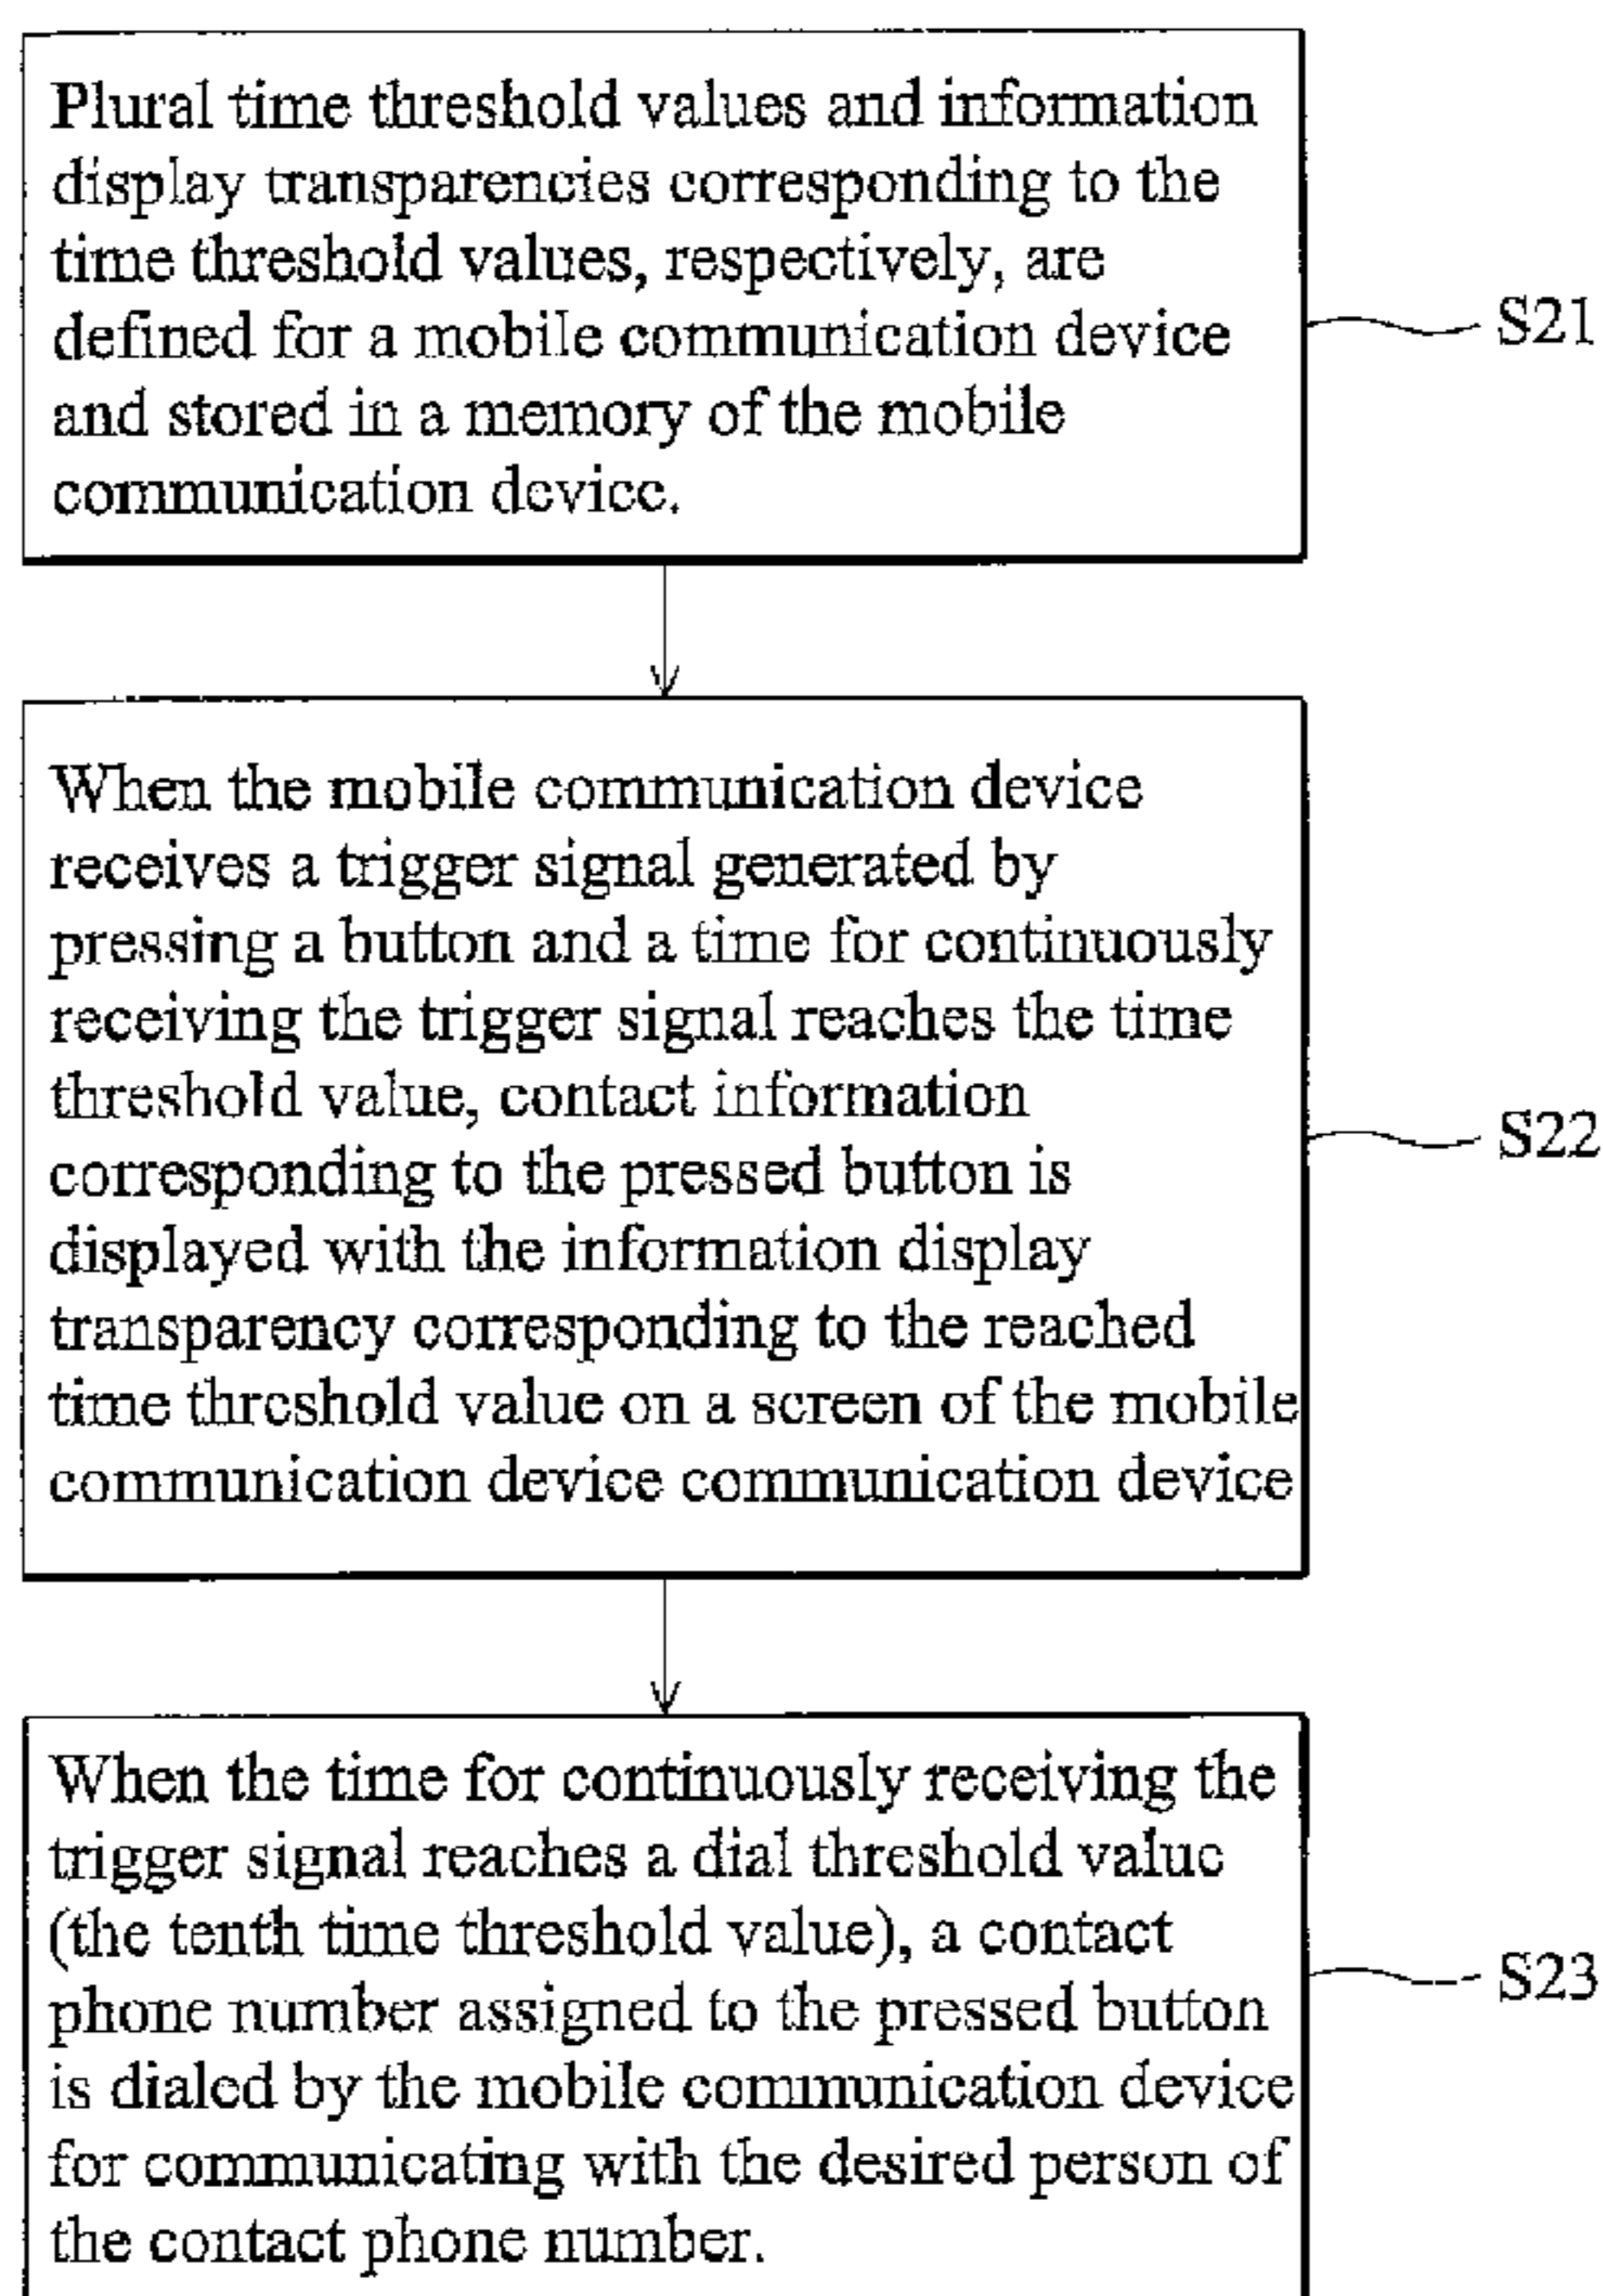 Plural time threshold values and information
display transparencies corresponding to the
time threshold values, respectively, are
defined for a mobile communication device
and stored in a memory of the mobile
communication device.
S21
When the mobile communication device
receives a trigger signal generated by
pressing a button and a time for continuously
receiving the trigger signal reaches the time
threshold value, contact information
corresponding to the pressed button is
displayed with the information display
transparency corresponding to the reached
time threshold value on a screen of the mobile
communication device communication device
S22
When the time for continuously receiving the
trigger signal reaches a dial threshold value
(the tenth time threshold value), a contact
phone number assigned to the pressed button
is dialed by the mobile communication device
for communicating with the desired person of
the contact phone number.
S23